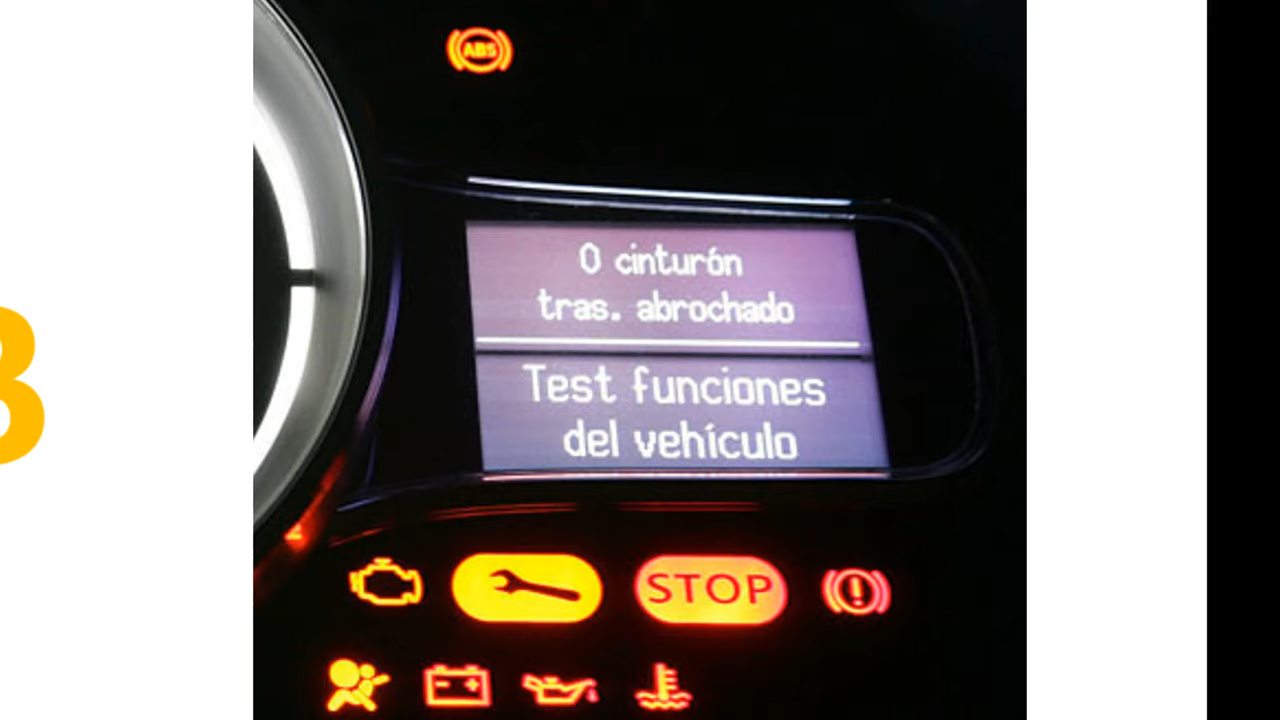 ABS
0 cinturón
tras. abrochado
Test funciones
del vehículo
STOP